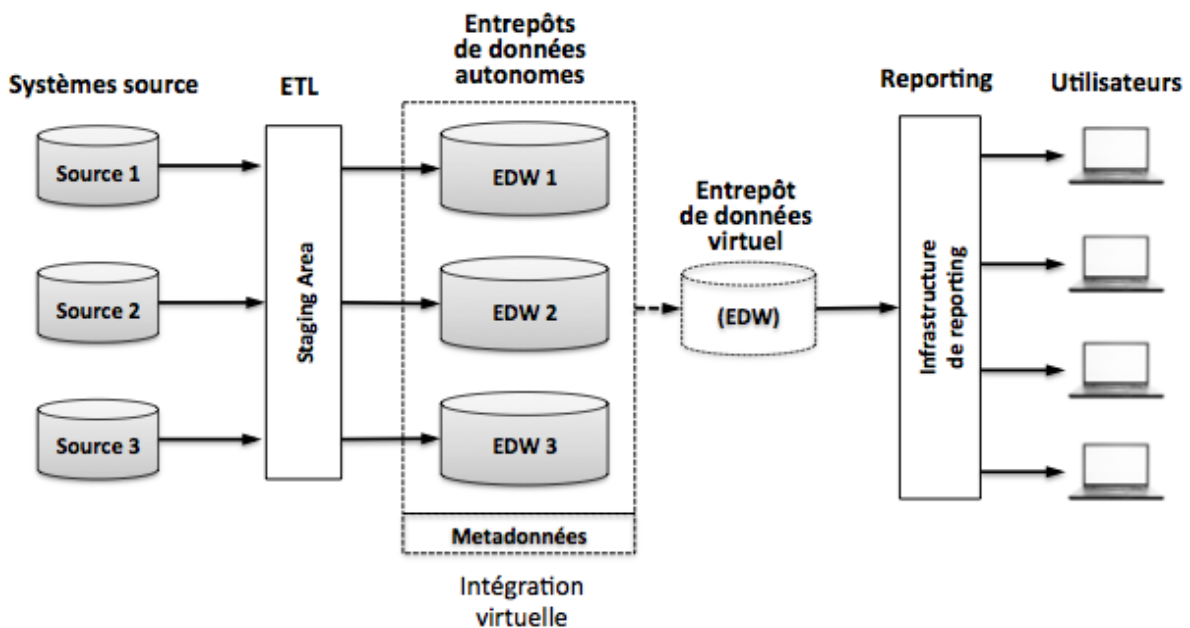 Systèmes source
Source 1
Source 2
Source 3
ETL
Staging Area
Entrepôts
de données
autonomes
EDW 1
EDW 2
EDW 3
Metadonnées
Intégration
virtuelle
Entrepôt
de données
virtuel
(EDW)
Reporting
Infrastructure
de reporting
Utilisateurs